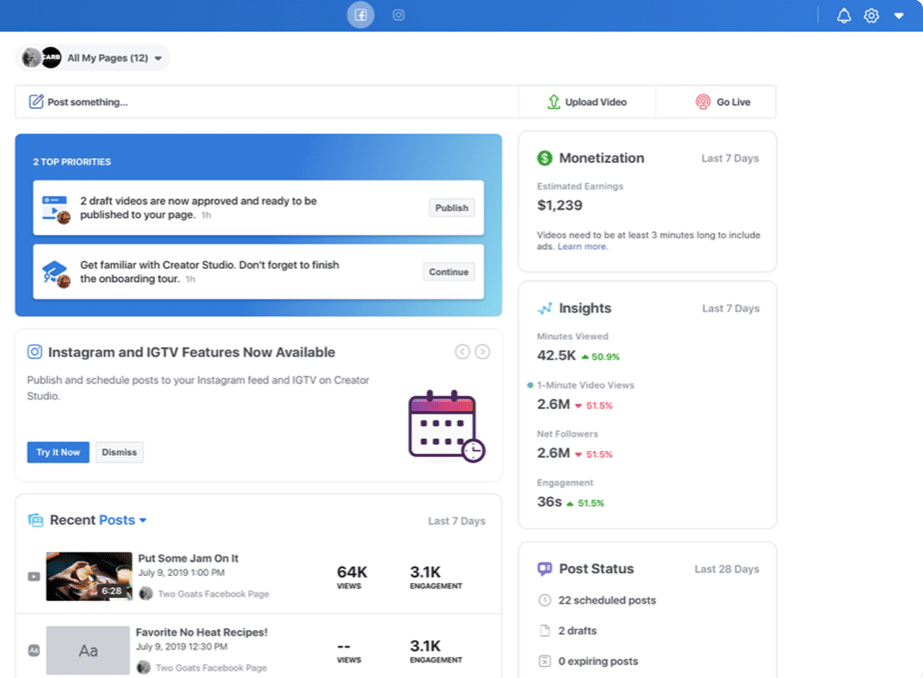 CARB
All My Pages (12)
Post something...
Upload Video
Go Live
2 TOP PRIORITIES
2 draft videos are now approved and ready to be
published to your page. 1h
Publish
Get familiar with Creator Studio. Don't forget to finish
the onboarding tour. 1h
Continue
Instagram and IGTV Features Now Available
Publish and schedule posts to your Instagram feed and IGTV on Creator
Studio.
Try It Now
Dismiss
Recent Posts
Last 7 Days
Put Some Jam On It
July 9, 2019 1:00 PM
Two Goats Facebook Page
6:28
64K
VIEWS
3.1K
ENGAGEMENT
Favorite No Heat Recipes!
July 9, 2019 12:30 PM
Two Goats Facebook Page
Aa
Aa
--
VIEWS
3.1K
ENGAGEMENT
Monetization
Last 7 Days
Estimated Earnings
$1,239
Videos need to be at least 3 minutes long to include
ads. Learn more.
Insights
Last 7 Days
Minutes Viewed
42.5K 50.9%
1-Minute Video Views
2.6M 51.5%
Net Followers
2.6M 51.5%
Engagement
36s 51.5%
Post Status
Last 28 Days
22 scheduled posts
2 drafts
0 expiring posts